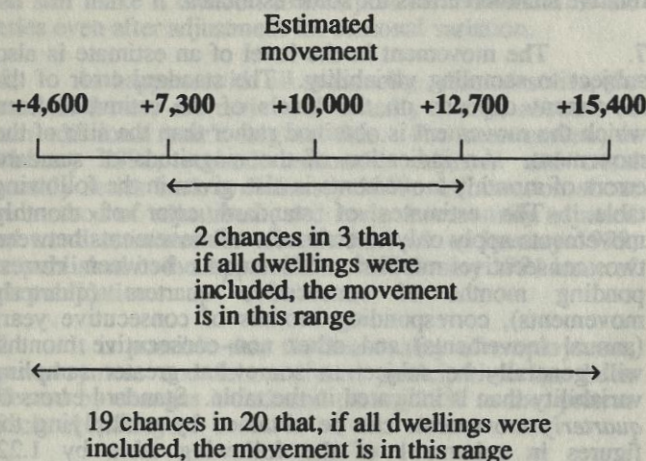 Estimated
movement
+4,600 +7,300 +10,000 +12,700 +15,400
2 chances in 3 that,
if all dwellings were
included, the movement
is in this range
19 chances in 20 that, if all dwellings were
included, the movement is in this range